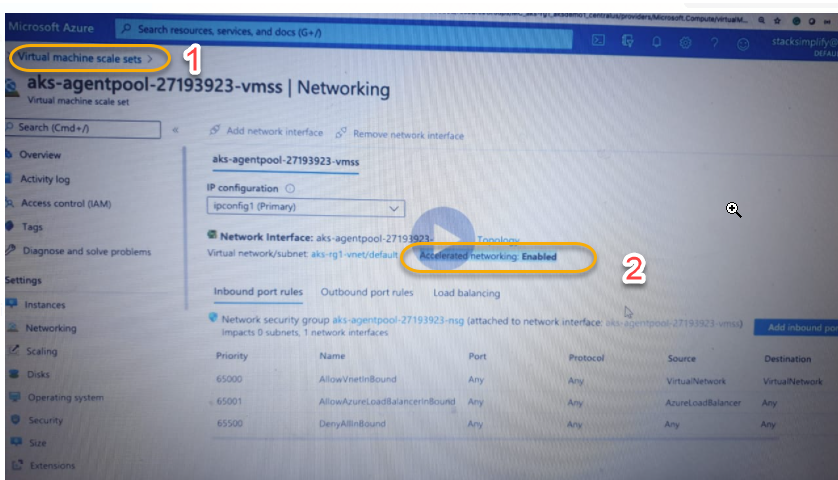 aks-rg1_aksdemo1_centralus/providers/Microsoft.Compute/virtualM...
Microsoft Azure
Search resources, services, and docs (G+/)
stacksimplify@
DEFAU
Virtual machine scale sets >
1
aks-agentpool-27193923-vmss | Networking
Virtual machine scale set
Search (Cmd+/)
«
Add network interface
Remove network interface
Overview
Activity log
Access control (IAM)
Tags
Diagnose and solve problems
Settings
Instances
Networking
Scaling
Disks
Operating system
Security
Size
Extensions
aks-agentpool-27193923-vmss
IP configuration
ipconfig1 (Primary)
Network Interface: aks-agentpool-27193923- Topology
Virtual network/subnet: aks-rg1-vnet/default Accelerated networking: Enabled
2
Inbound port rules Outbound port rules Load balancing
Network security group aks-agentpool-27193923-nsg (attached to network interface: aks-agentpool-27193923-vmss)
Impacts 0 subnets, 1 network interfaces
Add inbound por
Priority Name Port Protocol Source Destination
65000 AllowVnetInBound Any Any VirtualNetwork VirtualNetwork
65001 AllowAzureLoadBalancerInBound Any Any AzureLoadBalancer Any
65500 DenyAllInBound Any Any Any Any